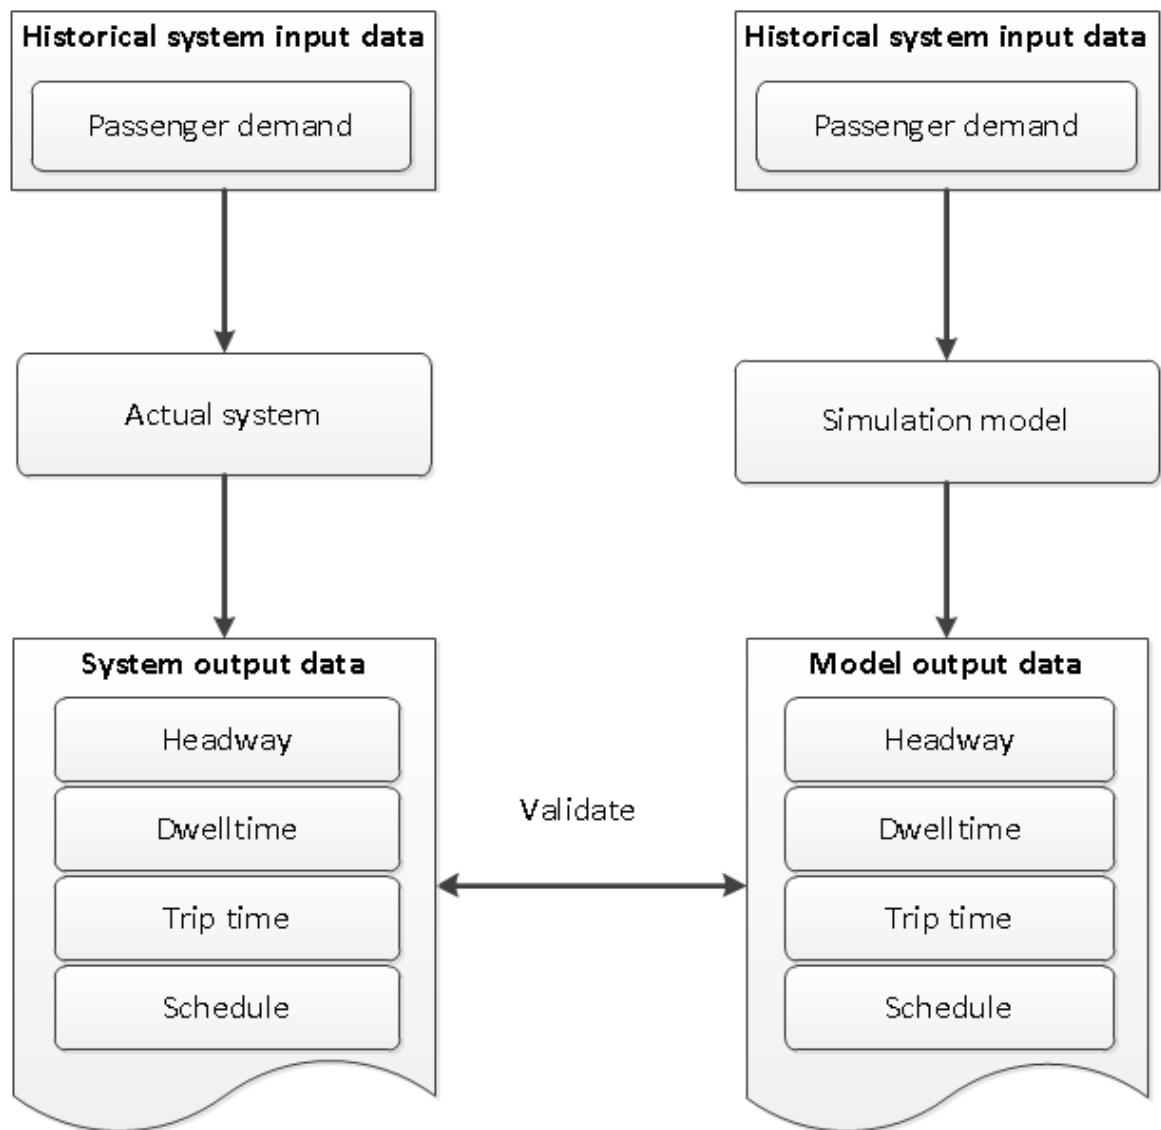 Historical system input data
Passenger demand
Actual system
System output data
Headway
Dwelltime
Trip time
Schedule
Validate
Historical system input data
Passenger demand
Simulation model
Model output data
Headway
Dwelltime
Trip time
Schedule